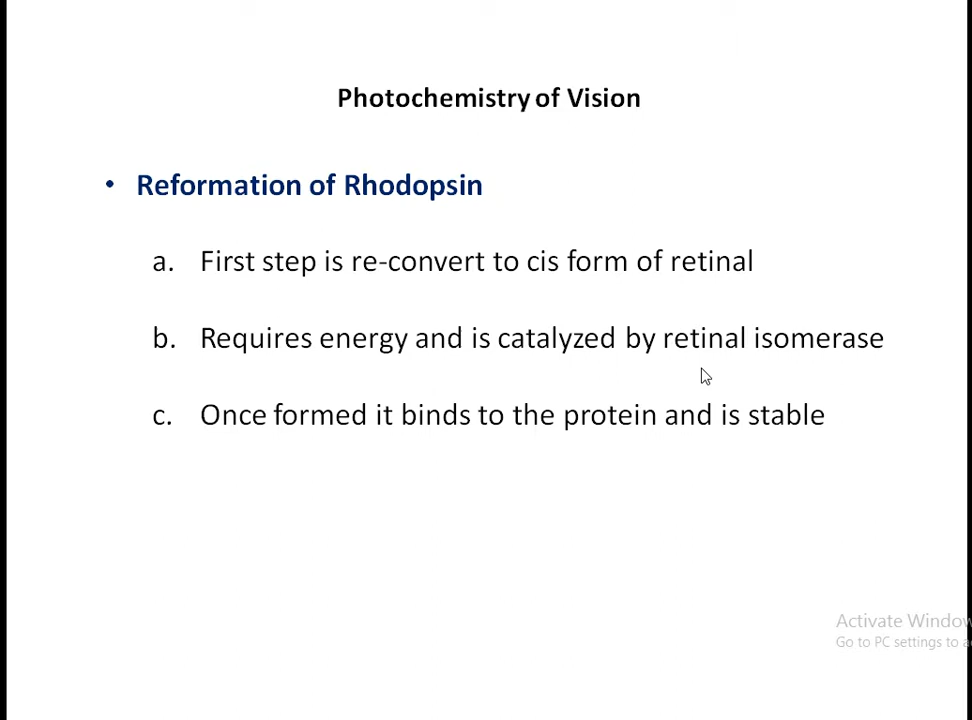 Photochemistry of Vision
• Reformation of Rhodopsin
a. First step is re-convert to cis form of retinal
b. Requires energy and is catalyzed by retinal isomerase
c. Once formed it binds to the protein and is stable
Activate Window
Go to PC settings to a